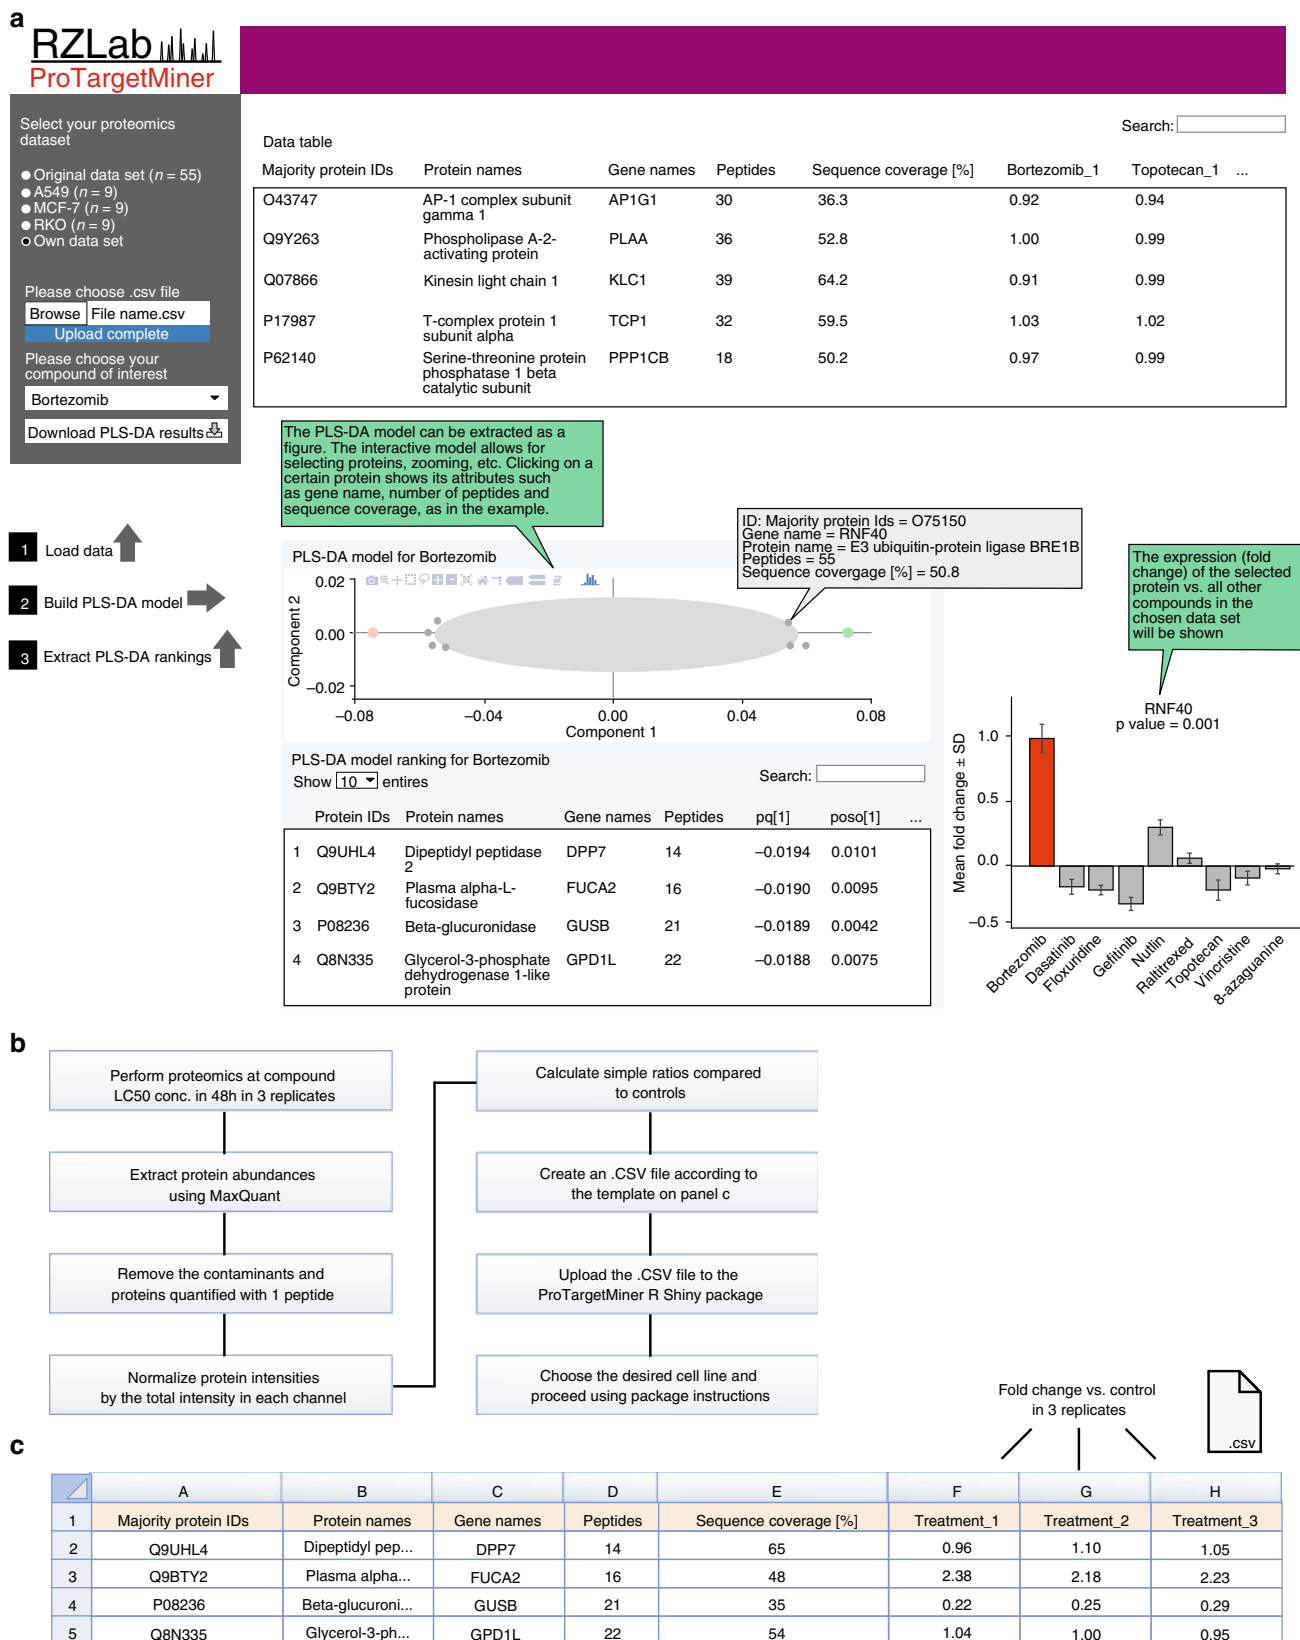 a
RZLab
ProTargetMiner
Select your proteomics
dataset
Original data set (n = 55)
A549 (n = 9)
MCF-7 (n = 9)
RKO (n = 9)
Own data set
Please choose .csv file
Browse File name.csv
Upload complete
Please choose your
compound of interest
Bortezomib
Download PLS-DA results
Search:
Data table
Majority protein IDs Protein names Gene names Peptides Sequence coverage [%] Bortezomib_1 Topotecan_1 ...
O43747 AP-1 complex subunit AP1G1 30 36.3 0.92 0.94
gamma 1
Q9Y263 Phospholipase A-2- PLAA 36 52.8 1.00 0.99
activating protein
Q07866 Kinesin light chain 1 KLC1 39 64.2 0.91 0.99
P17987 T-complex protein 1 TCP1 32 59.5 1.03 1.02
subunit alpha
P62140 Serine-threonine protein PPP1CB 18 50.2 0.97 0.99
phosphatase 1 beta
catalytic subunit
1 Load data
2 Build PLS-DA model
3 Extract PLS-DA rankings
The PLS-DA model can be extracted as a
figure. The interactive model allows for
selecting proteins, zooming, etc. Clicking on a
certain protein shows its attributes such
as gene name, number of peptides and
sequence coverage, as in the example.
ID: Majority protein Ids = O75150
Gene name = RNF40
Protein name = E3 ubiquitin-protein ligase BRE1B
Peptides = 55
Sequence covergage [%] = 50.8
The expression (fold
change) of the selected
protein vs. all other
compounds in the
chosen data set
will be shown
PLS-DA model for Bortezomib
Component 2
0.02
0.00
–0.02
–0.08 –0.04 0.00 0.04 0.08
Component 1
PLS-DA model ranking for Bortezomib
Show 10 entires
Search:
Protein IDs Protein names Gene names Peptides pq[1] poso[1] ...
1 Q9UHL4 Dipeptidyl peptidase DPP7 14 –0.0194 0.0101
2
2 Q9BTY2 Plasma alpha-L- FUCA2 16 –0.0190 0.0095
fucosidase
3 P08236 Beta-glucuronidase GUSB 21 –0.0189 0.0042
4 Q8N335 Glycerol-3-phosphate GPD1L 22 –0.0188 0.0075
dehydrogenase 1-like
protein
RNF40
p value = 0.001
Mean fold change ± SD
1.0
0.5
0.0
–0.5
Bortezomib
Dasatinib
Floxuridine
Gefitinib
Nutlin
Raltitrexed
Topotecan
Vincristine
8-azaguanine
b
Perform proteomics at compound
LC50 conc. in 48h in 3 replicates
Extract protein abundances
using MaxQuant
Remove the contaminants and
proteins quantified with 1 peptide
Normalize protein intensities
by the total intensity in each channel
Calculate simple ratios compared
to controls
Create an .CSV file according to
the template on panel c
Upload the .CSV file to the
ProTargetMiner R Shiny package
Choose the desired cell line and
proceed using package instructions
Fold change vs. control
in 3 replicates
.csv
c
A B C D E F G H
1 Majority protein IDs Protein names Gene names Peptides Sequence coverage [%] Treatment_1 Treatment_2 Treatment_3
2 Q9UHL4 Dipeptidyl pep... DPP7 14 65 0.96 1.10 1.05
3 Q9BTY2 Plasma alpha... FUCA2 16 48 2.38 2.18 2.23
4 P08236 Beta-glucuroni... GUSB 21 35 0.22 0.25 0.29
5 Q8N335 Glycerol-3-ph... GPD1L 22 54 1.04 1.00 0.95